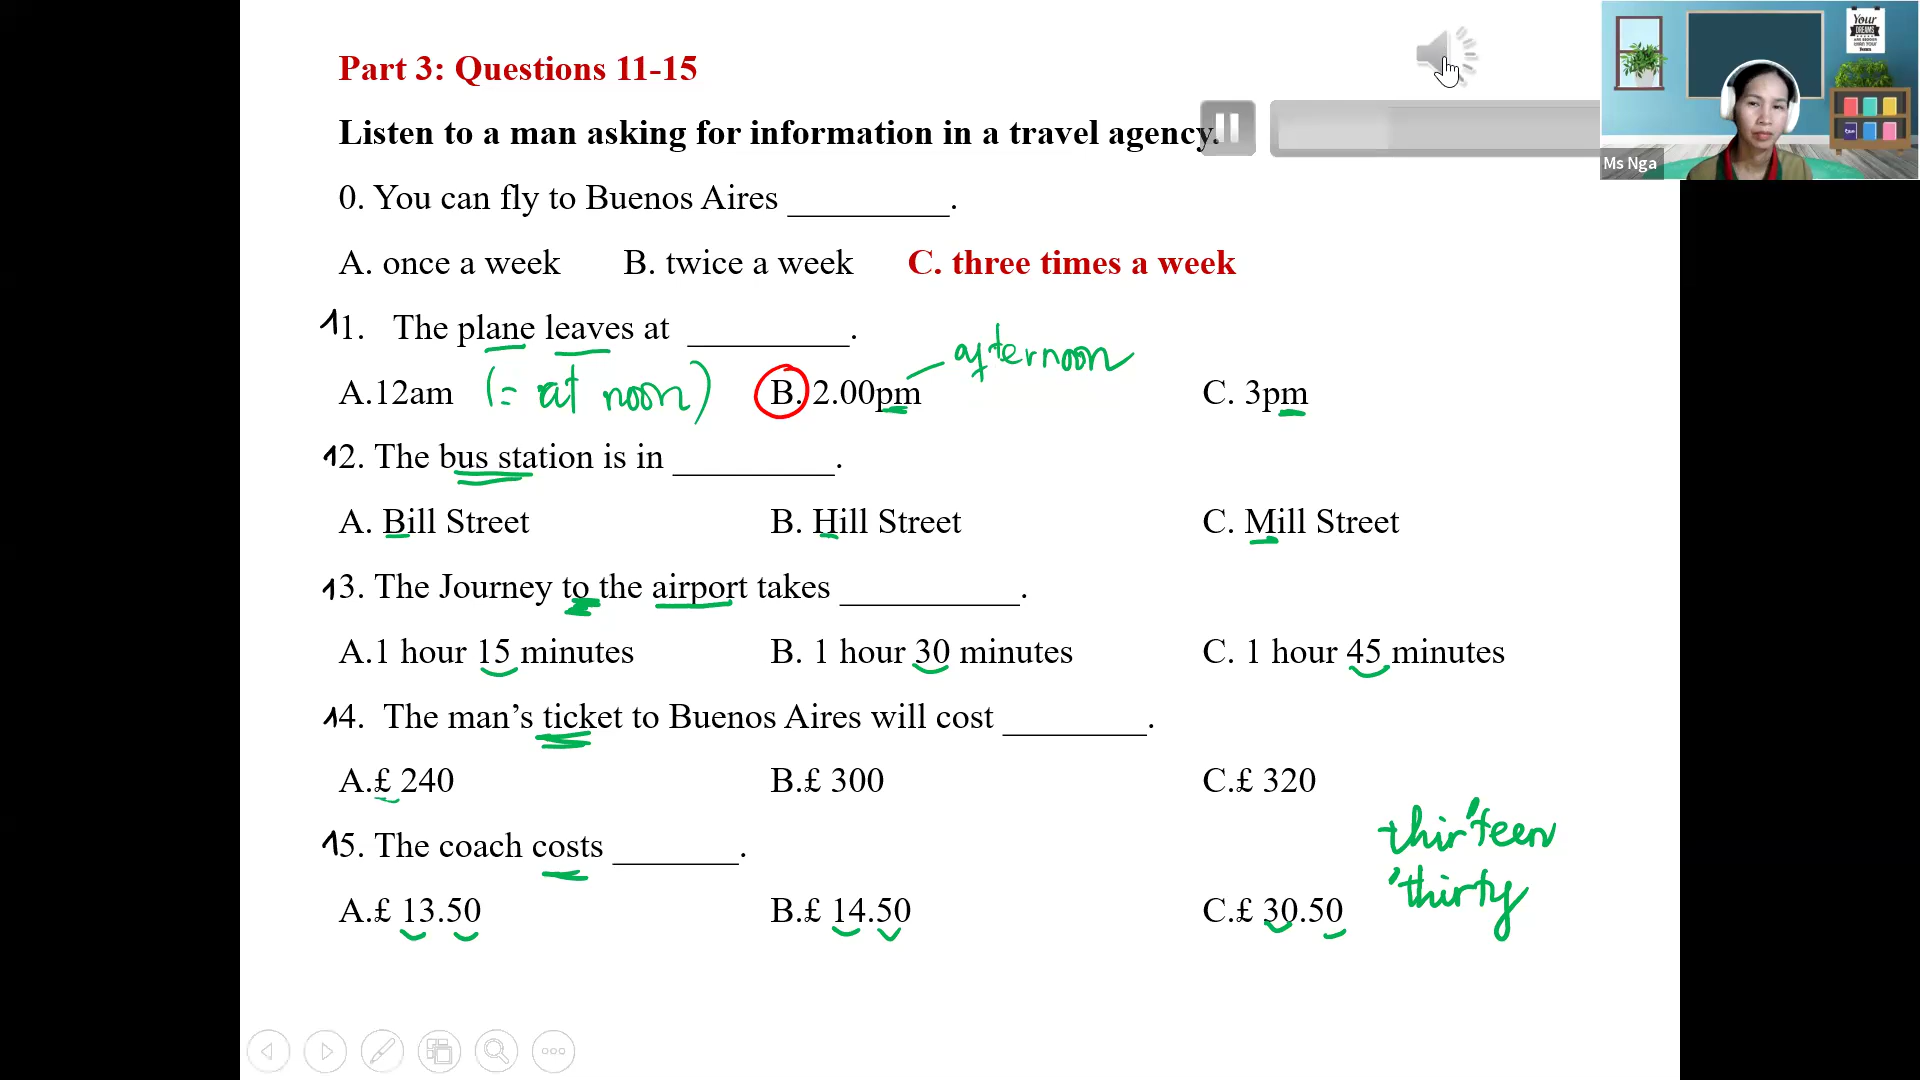 Part 3: Questions 11-15
Your
DREAMS
Listen to a man asking for information in a travel agency.
Ms Nga
0. You can fly to Buenos Aires _________.
A. once a week B. twice a week C. three times a week
11. The plane leaves at _________.
afternoon
A.12am (= at noon) B. 2.00pm C. 3pm
12. The bus station is in _________.
A. Bill Street B. Hill Street C. Mill Street
13. The Journey to the airport takes __________.
A.1 hour 15 minutes B. 1 hour 30 minutes C. 1 hour 45 minutes
14. The man’s ticket to Buenos Aires will cost ________.
A.£ 240 B.£ 300 C.£ 320
thir'teen
15. The coach costs _______.
'thirty
A.£ 13.50 B.£ 14.50 C.£ 30.50